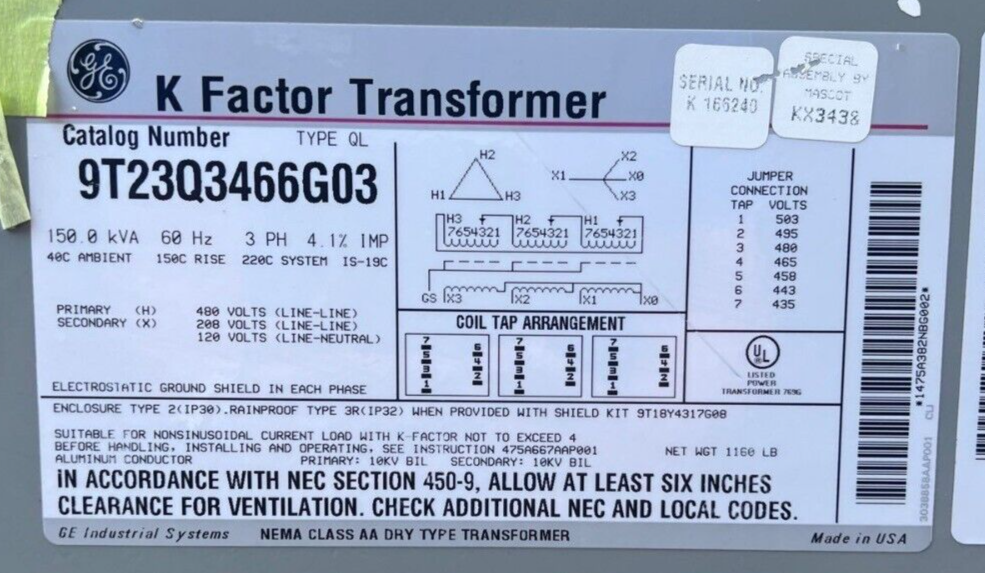 GE
K Factor Transformer
SERIAL NO.
K 166240
SPECIAL
ASSEMBLY BY
MASCOT
KX3438
Catalog Number TYPE QL
9T23Q3466G03
150.0 kVA 60 Hz 3 PH 4.1% IMP
40C AMBIENT 150C RISE 220C SYSTEM IS-19C
PRIMARY (H) 480 VOLTS (LINE-LINE)
SECONDARY (X) 208 VOLTS (LINE-LINE)
120 VOLTS (LINE-NEUTRAL)
ELECTROSTATIC GROUND SHIELD IN EACH PHASE
H2
H1 H3
X2
X1 X0
X3
H3 H2 H1
7654321 7654321 7654321
GS X3 X2 X1 X0
COIL TAP ARRANGEMENT
7 6 7 6 7 6
5 4 5 4 5 4
3 2 3 2 3 2
1 1 1
JUMPER
CONNECTION
TAP VOLTS
1 503
2 495
3 480
4 465
5 458
6 443
7 435
UL
LISTED
POWER
TRANSFORMER 769G
*1475A382NBG002*
CLI
3038858AAP001
ENCLOSURE TYPE 2(IP30).RAINPROOF TYPE 3R(IP32) WHEN PROVIDED WITH SHIELD KIT 9T18Y4317G08
SUITABLE FOR NONSINUSOIDAL CURRENT LOAD WITH K-FACTOR NOT TO EXCEED 4
BEFORE HANDLING, INSTALLING AND OPERATING, SEE INSTRUCTION 475A667AAP001 NET WGT 1160 LB
ALUMINUM CONDUCTOR PRIMARY: 10KV BIL SECONDARY: 10KV BIL
IN ACCORDANCE WITH NEC SECTION 450-9, ALLOW AT LEAST SIX INCHES
CLEARANCE FOR VENTILATION. CHECK ADDITIONAL NEC AND LOCAL CODES.
GE Industrial Systems NEMA CLASS AA DRY TYPE TRANSFORMER Made in USA